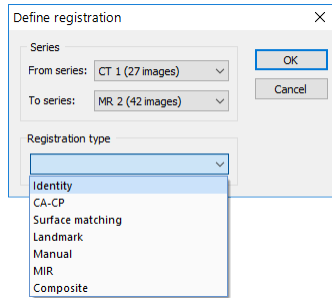 Define registration
Series
From series: CT 1 (27 images)
To series: MR 2 (42 images)
OK
Cancel
Registration type
Identity
CA-CP
Surface matching
Landmark
Manual
MIR
Composite